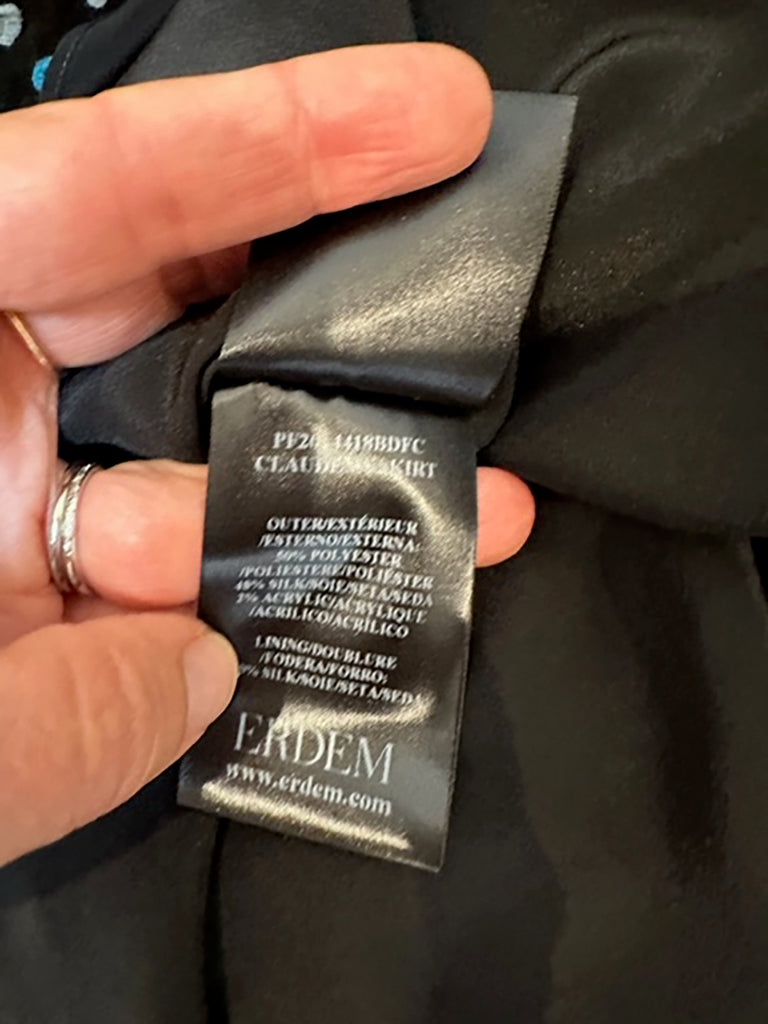 1418BDFC
OUTER/EXTÉRIEUR
/ESTERNO/EXTERNA:
50% POLYESTER
/POLIESTERE/POLIÉSTER
48% SILK/SOIE/SETA/SEDA
2% ACRYLIC/ACRYLIQUE
/ACRILICO/ACRÍLICO
LINING/DOUBLURE
/FODERA/FORRO:
SILK/SOIE/SETA/SEDA
ERDEM
www.erdem.com